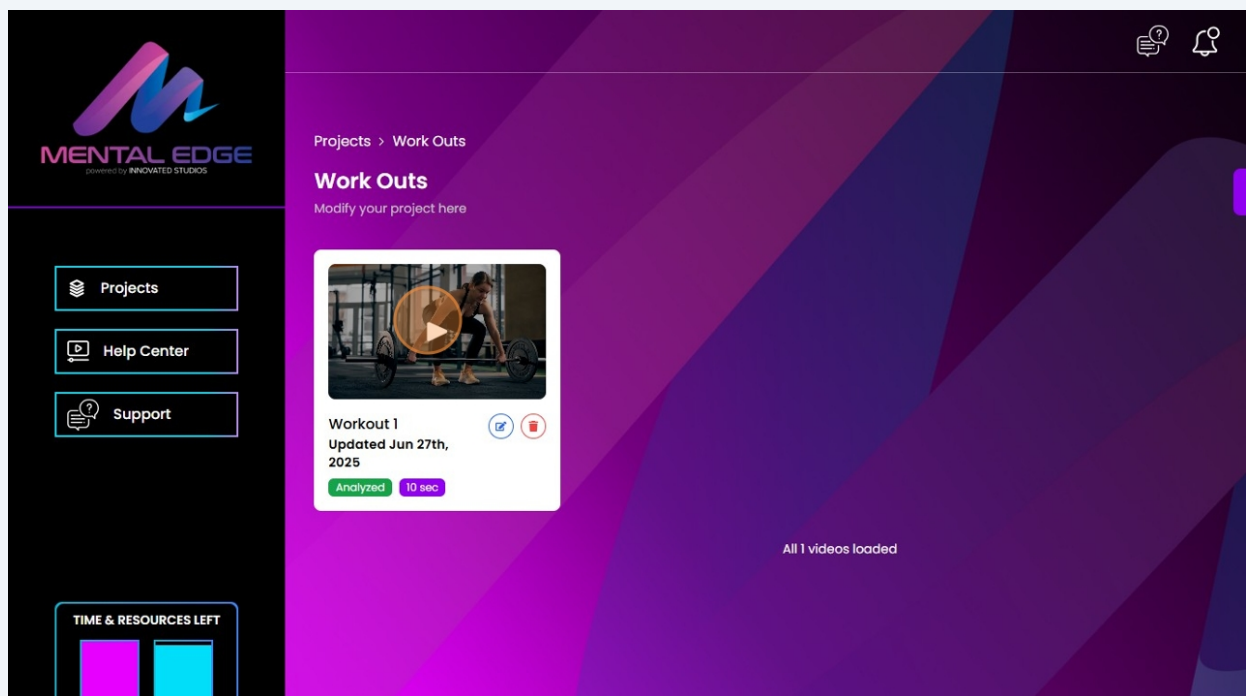 MENTAL EDGE
powered by INNOVATED STUDIOS
Projects
Help Center
Support
TIME & RESOURCES LEFT
Projects > Work Outs
Work Outs
Modify your project here
Workout 1
Updated Jun 27th,
2025
Analyzed 10 sec
All 1 videos loaded